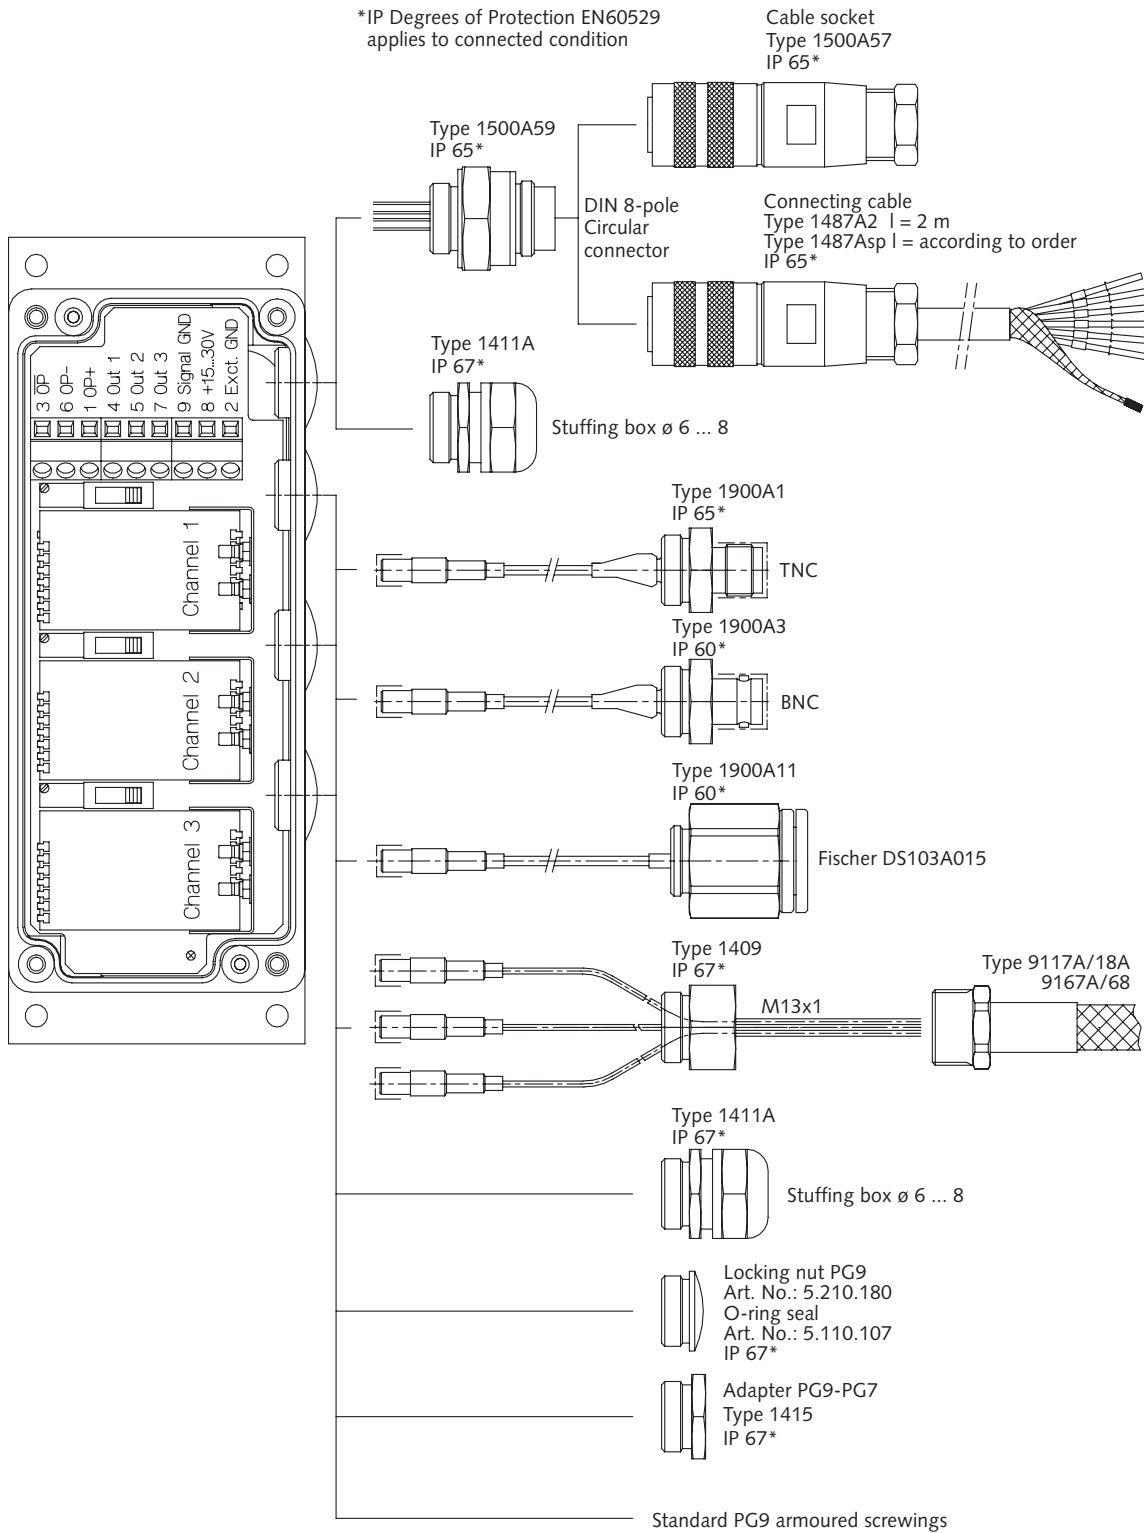 *IP Degrees of Protection EN60529
applies to connected condition
Cable socket
Type 1500A57
IP 65*
Type 1500A59
IP 65*
DIN 8-pole
Circular
connector
Connecting cable
Type 1487A2 l = 2 m
Type 1487Asp l = according to order
IP 65*
3 OP
6 OP-
1 OP+
4 Out 1
5 Out 2
7 Out 3
9 Signal GND
8 +15...30V
2 Exct. GND
Type 1411A
IP 67*
Stuffing box ø 6 ... 8
Channel 1
Channel 2
Channel 3
Type 1900A1
IP 65*
TNC
Type 1900A3
IP 60*
BNC
Type 1900A11
IP 60*
Fischer DS103A015
Type 1409
IP 67*
M13x1
Type 9117A/18A
9167A/68
Type 1411A
IP 67*
Stuffing box ø 6 ... 8
Locking nut PG9
Art. No.: 5.210.180
O-ring seal
Art. No.: 5.110.107
IP 67*
Adapter PG9-PG7
Type 1415
IP 67*
Standard PG9 armoured screwings